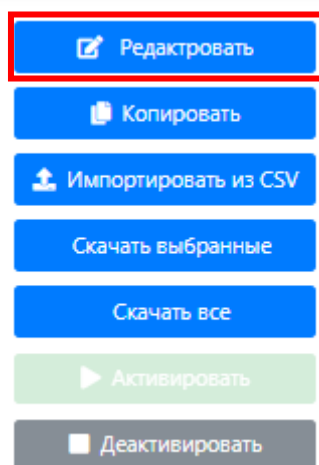 Редактровать
Копировать
Импортировать из CSV
Скачать выбранные
Скачать все
Активировать
Деактивировать